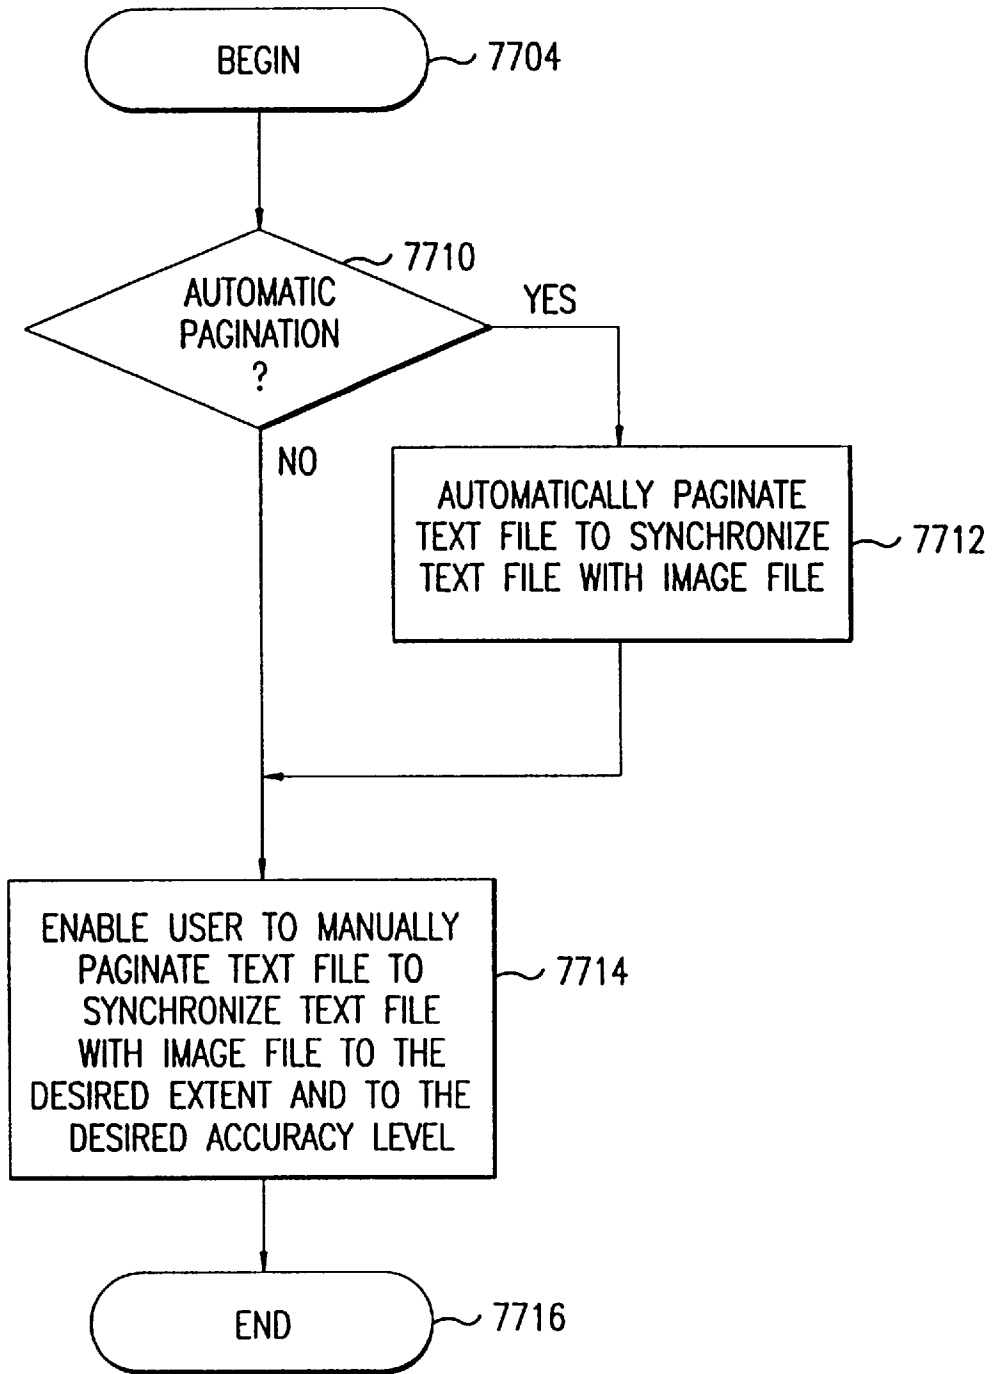 BEGIN
7704
7710
AUTOMATIC
PAGINATION
?
YES
NO
AUTOMATICALLY PAGINATE
TEXT FILE TO SYNCHRONIZE
TEXT FILE WITH IMAGE FILE
7712
ENABLE USER TO MANUALLY
PAGINATE TEXT FILE TO
SYNCHRONIZE TEXT FILE
WITH IMAGE FILE TO THE
DESIRED EXTENT AND TO THE
DESIRED ACCURACY LEVEL
7714
END
7716